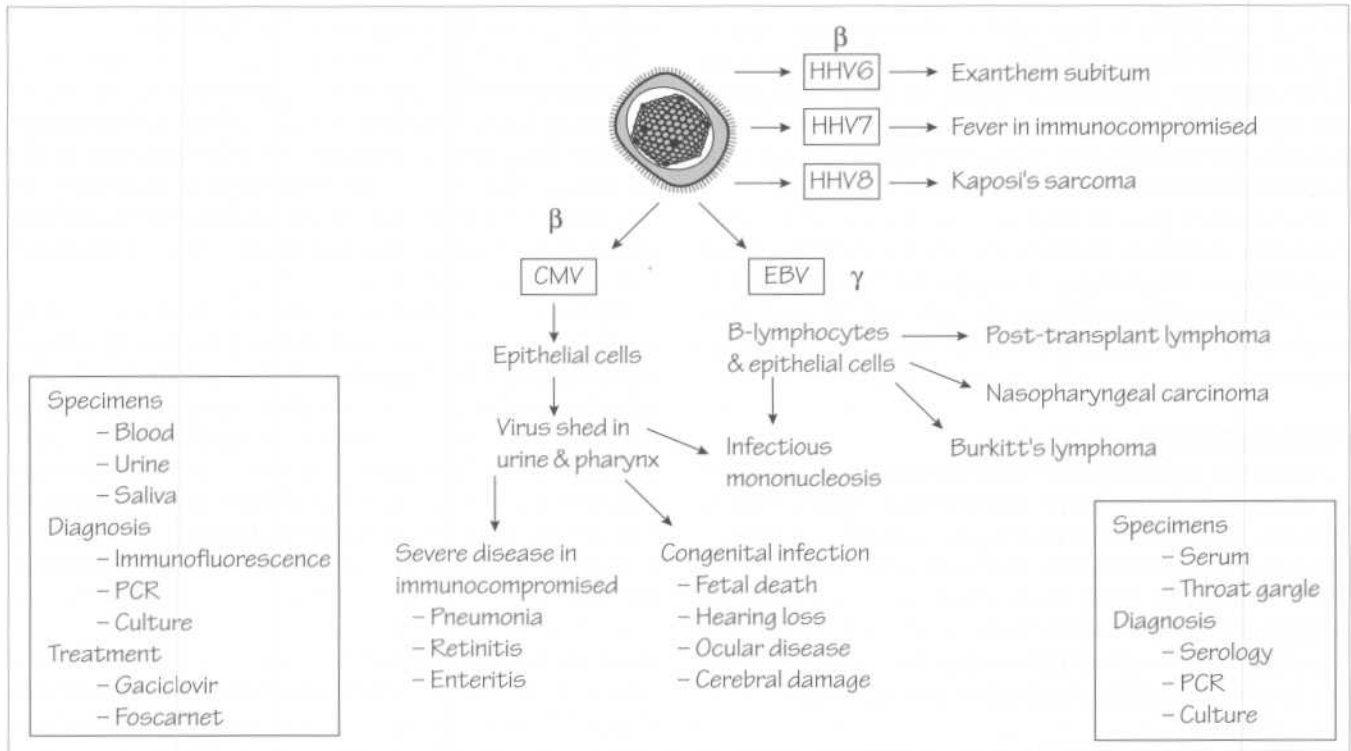 β
HHV6
Exanthem subitum
HHV7
Fever in immunocompromised
HHV8
Kaposi's sarcoma
β
CMV
EBV γ
Epithelial cells
B-lymphocytes
& epithelial cells
Post-transplant lymphoma
Nasopharyngeal carcinoma
Burkitt's lymphoma
Virus shed in
urine & pharynx
Infectious
mononucleosis
Severe disease in
immunocompromised
– Pneumonia
– Retinitis
– Enteritis
Congenital infection
– Fetal death
– Hearing loss
– Ocular disease
– Cerebral damage
Specimens
– Blood
– Urine
– Saliva
Diagnosis
– Immunofluorescence
– PCR
– Culture
Treatment
– Gaciclovir
– Foscarnet
Specimens
– Serum
– Throat gargle
Diagnosis
– Serology
– PCR
– Culture